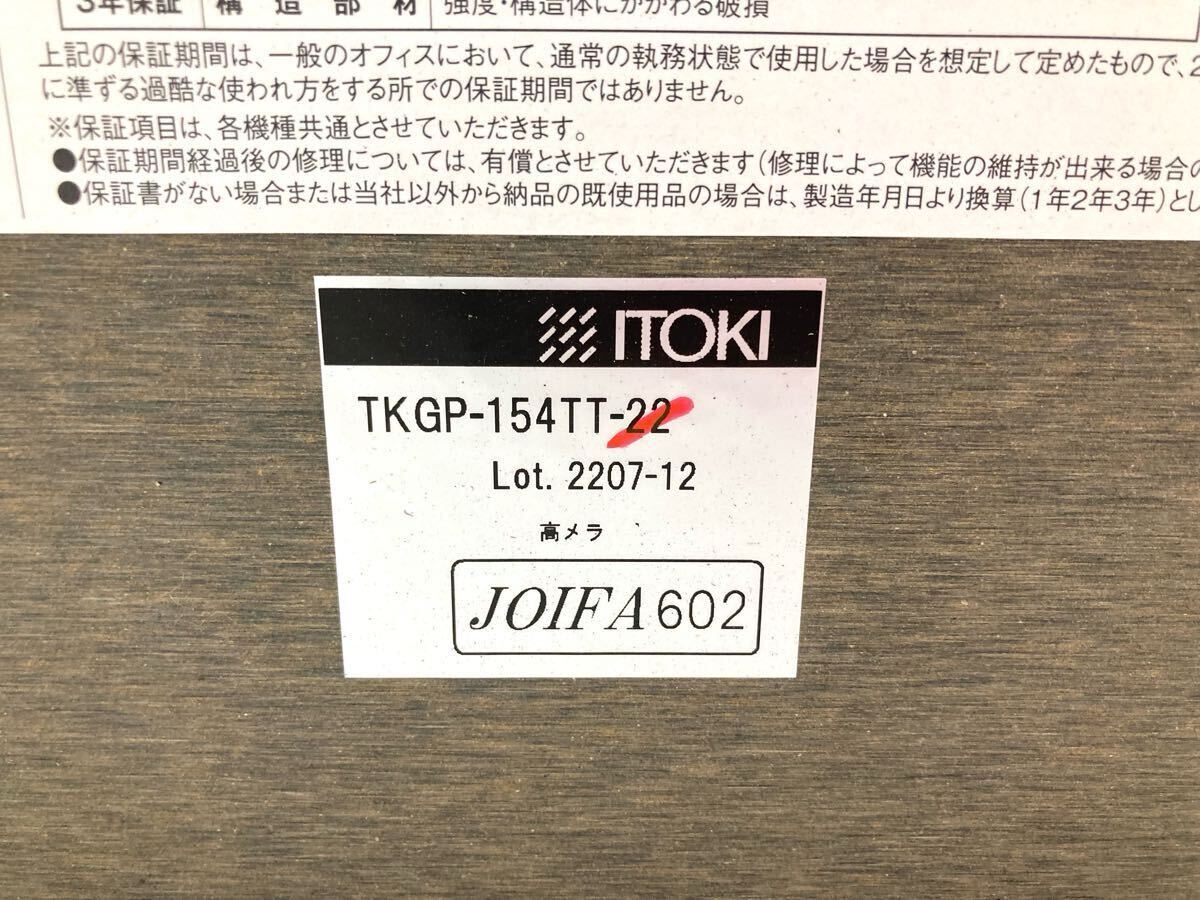 3年保証 構造部材 強度・構造体にかかわる破損
上記の保証期間は、一般のオフィスにおいて、通常の執務状態で使用した場合を想定して定めたもので、2
に準ずる過酷な使われ方をする所での保証期間ではありません。
※保証項目は、各機種共通とさせていただきます。
●保証期間経過後の修理については、有償とさせていただきます(修理によって機能の維持が出来る場合の
●保証書がない場合または当社以外から納品の既使用品の場合は、製造年月日より換算(1年2年3年)とし
ITOKI
TKGP-154TT-22
Lot. 2207-12
高メラ
JOIFA602